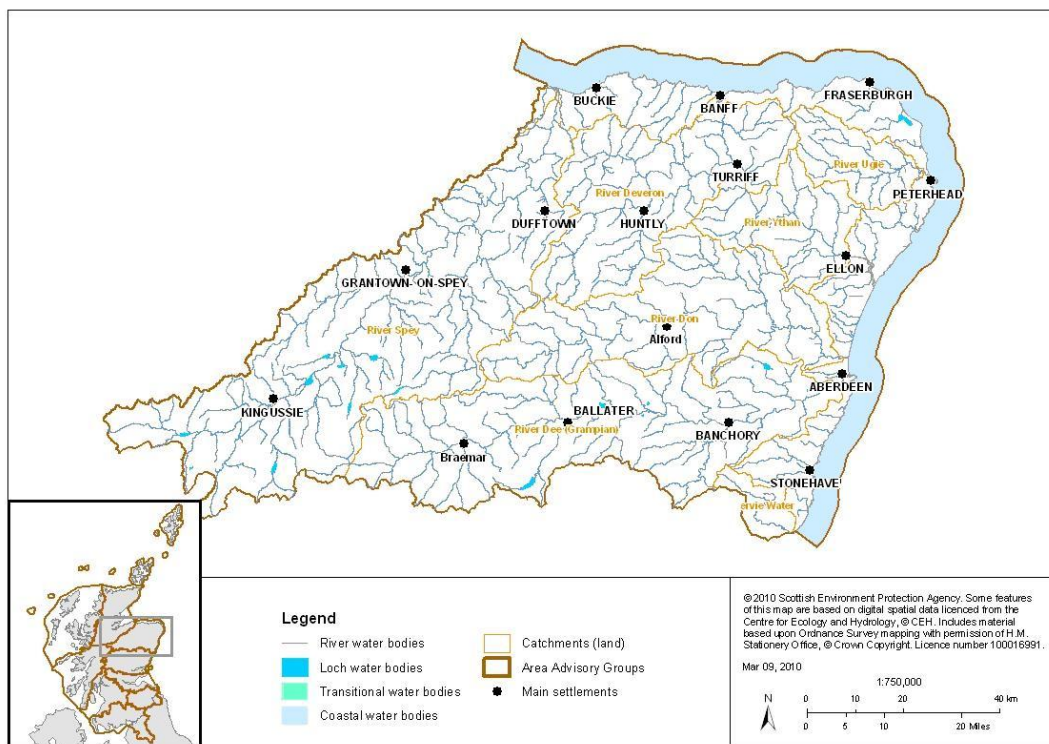 BUCKIE
BANFF
FRASERBURGH
River Ugie
TURRIFF
PETERHEAD
River Deveron
DUFFTOWN
HUNTLY
River Ythan
ELLON
GRANTOWN-ON-SPEY
River Spey
River Don
Alford
ABERDEEN
KINGUSSIE
BALLATER
River Dee (Grampian)
BANCHORY
Braemar
STONEHAVE
ervie Water
Legend
River water bodies
Loch water bodies
Transitional water bodies
Coastal water bodies
Catchments (land)
Area Advisory Groups
Main settlements
©2010 Scottish Environment Protection Agency. Some features
of this map are based on digital spatial data licenced from the
Centre for Ecology and Hydrology, © CEH. Includes material
based upon Ordnance Survey mapping with permission of H.M.
Stationery Office, © Crown Copyright. Licence number 100016991.
Mar 09, 2010
1:750,000
N
0 10 20 40 km
0 5 10 20 Miles